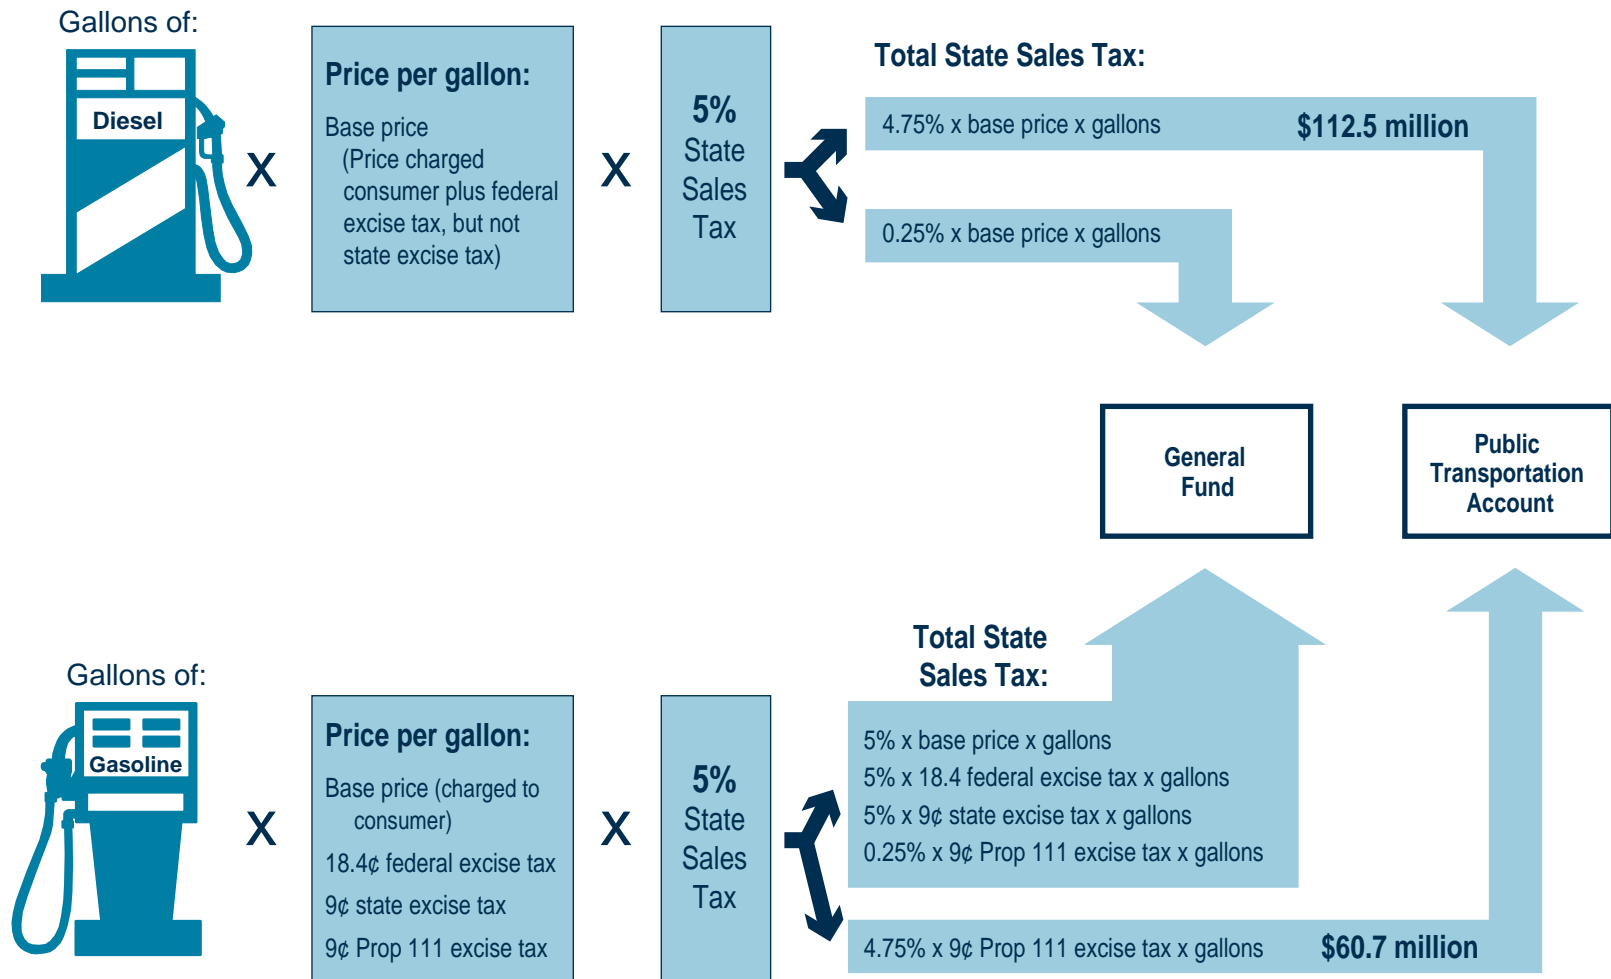 Gallons of:
Diesel
X
Price per gallon:
Base price
(Price charged
consumer plus federal
excise tax, but not
state excise tax)
X
5%
State
Sales
Tax
Total State Sales Tax:
4.75% x base price x gallons
$112.5 million
0.25% x base price x gallons
General
Fund
Public
Transportation
Account
Gallons of:
Gasoline
X
Price per gallon:
Base price (charged to
consumer)
18.4¢ federal excise tax
9¢ state excise tax
9¢ Prop 111 excise tax
X
5%
State
Sales
Tax
Total State
Sales Tax:
5% x base price x gallons
5% x 18.4 federal excise tax x gallons
5% x 9¢ state excise tax x gallons
0.25% x 9¢ Prop 111 excise tax x gallons
4.75% x 9¢ Prop 111 excise tax x gallons
$60.7 million